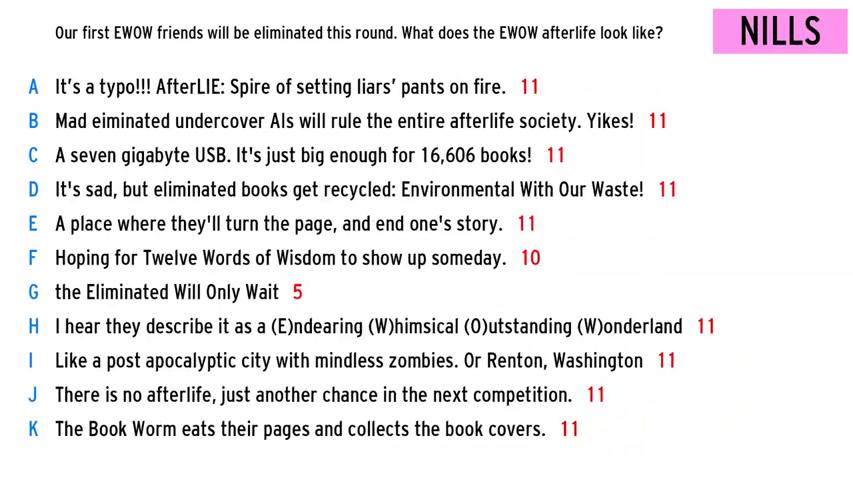 Our first EWOW friends will be eliminated this round. What does the EWOW afterlife look like?
NILLS
A It's a typo!!! AfterLIE: Spire of setting liars' pants on fire. 11
B Mad eiminated undercover AIs will rule the entire afterlife society. Yikes! 11
C A seven gigabyte USB. It's just big enough for 16,606 books! 11
D It's sad, but eliminated books get recycled: Environmental With Our Waste! 11
E A place where they'll turn the page, and end one's story. 11
F Hoping for Twelve Words of Wisdom to show up someday. 10
G the Eliminated Will Only Wait 5
H I hear they describe it as a (E)ndearing (W)himsical (O)utstanding (W)onderland 11
I Like a post apocalyptic city with mindless zombies. Or Renton, Washington 11
J There is no afterlife, just another chance in the next competition. 11
K The Book Worm eats their pages and collects the book covers. 11